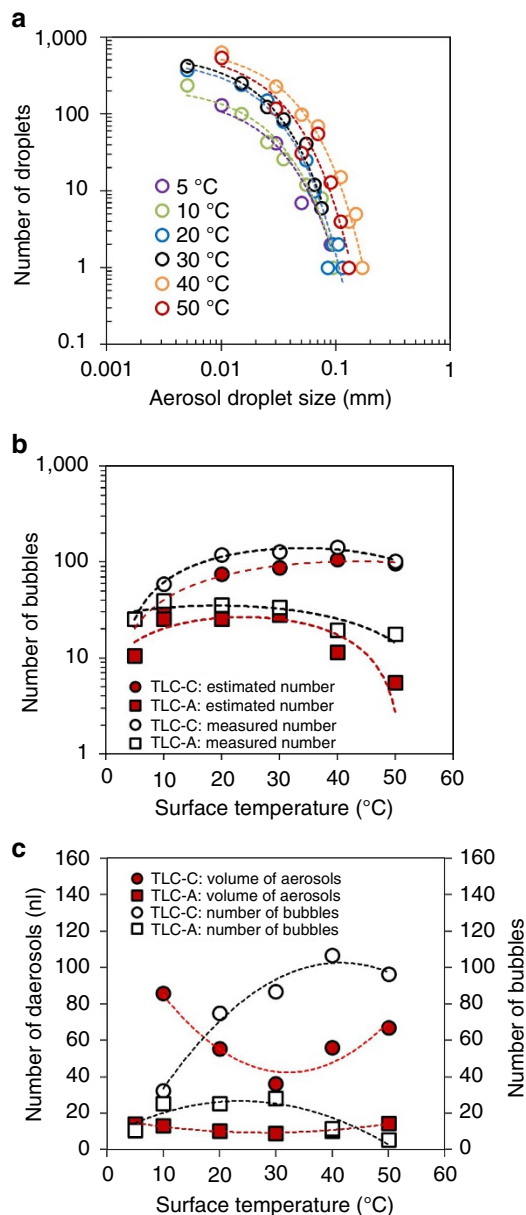 a
1,000
100
10
1
0.1
Number of droplets
5 °C
10 °C
20 °C
30 °C
40 °C
50 °C
0.001 0.01 0.1 1
Aerosol droplet size (mm)
b
1,000
100
10
1
Number of bubbles
TLC-C: estimated number
TLC-A: estimated number
TLC-C: measured number
TLC-A: measured number
0 10 20 30 40 50 60
Surface temperature (°C)
c
160 160
140 140
120 120
100 100
80 80
60 60
40 40
20 20
0 0
Number of daerosols (nl)
Number of bubbles
TLC-C: volume of aerosols
TLC-A: volume of aerosols
TLC-C: number of bubbles
TLC-A: number of bubbles
0 10 20 30 40 50 60
Surface temperature (°C)